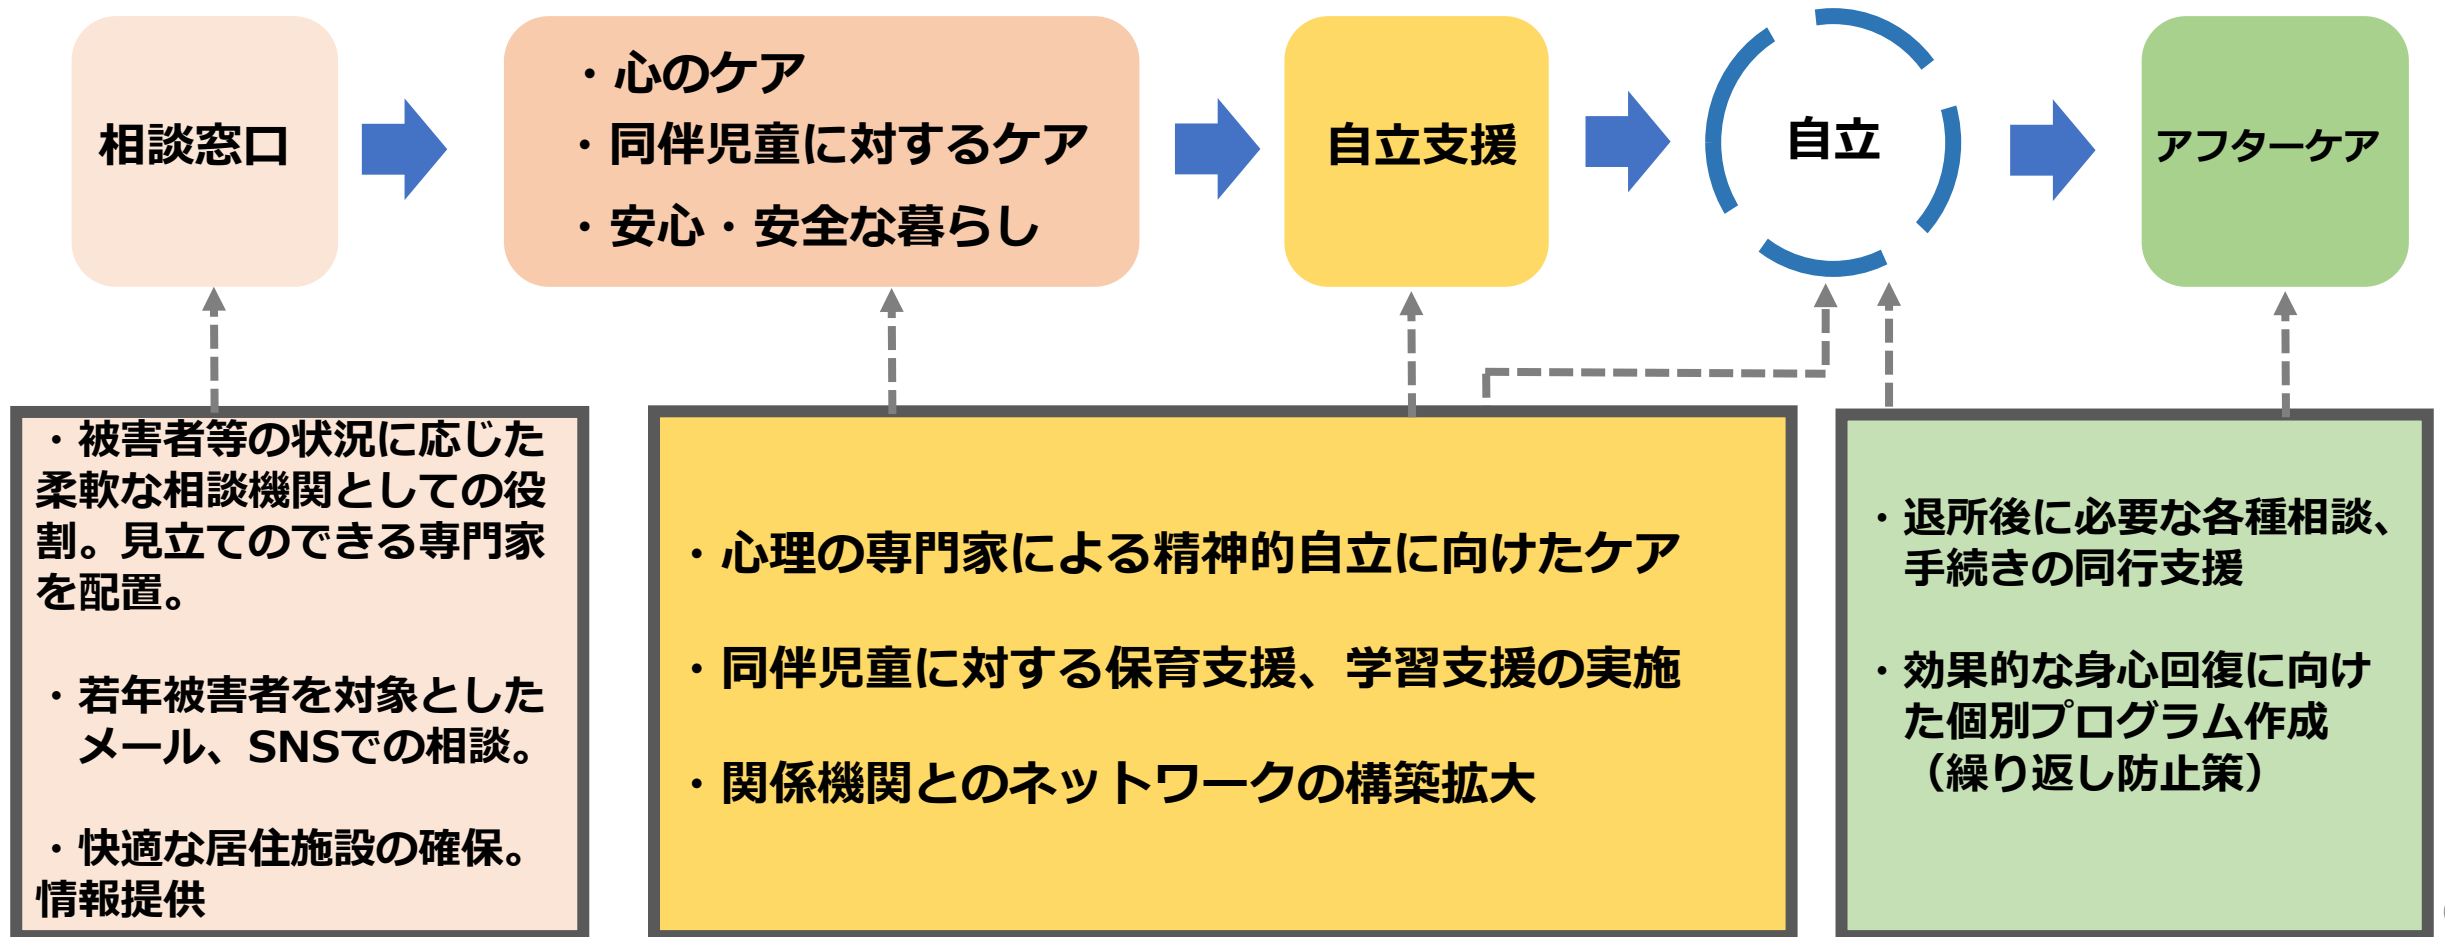 相談窓口
・心のケア
・同伴児童に対するケア
・安心・安全な暮らし
自立支援
自立
アフターケア
・被害者等の状況に応じた
柔軟な相談機関としての役
割。見立てのできる専門家
を配置。
・若年被害者を対象とした
メール、SNSでの相談。
・快適な居住施設の確保。
情報提供
・心理の専門家による精神的自立に向けたケア
・同伴児童に対する保育支援、学習支援の実施
・関係機関とのネットワークの構築拡大
・退所後に必要な各種相談、
手続きの同行支援
・効果的な身心回復に向け
た個別プログラム作成
（繰り返し防止策）